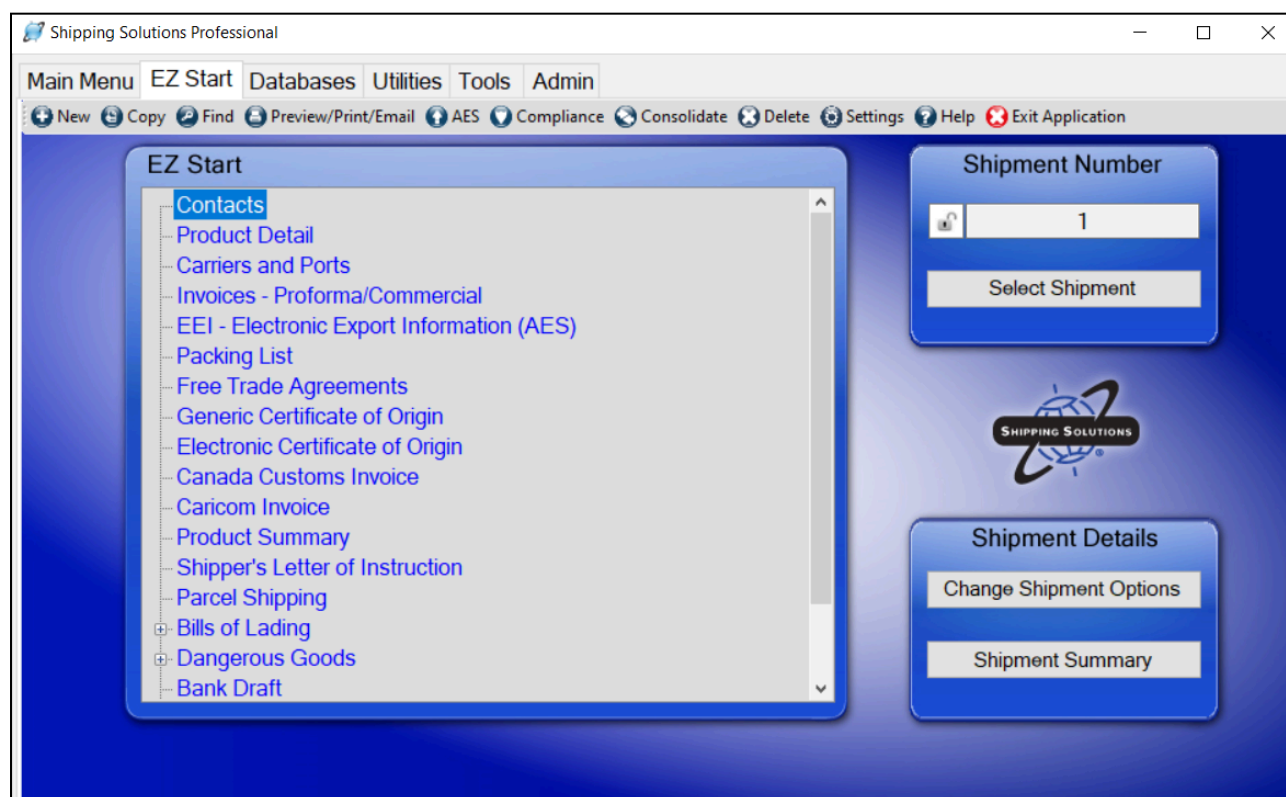 Shipping Solutions Professional
Main Menu EZ Start Databases Utilities Tools Admin
New Copy Find Preview/Print/Email AES Compliance Consolidate Delete Settings Help Exit Application
EZ Start
Contacts
Product Detail
Carriers and Ports
Invoices - Proforma/Commercial
EEI - Electronic Export Information (AES)
Packing List
Free Trade Agreements
Generic Certificate of Origin
Electronic Certificate of Origin
Canada Customs Invoice
Caricom Invoice
Product Summary
Shipper's Letter of Instruction
Parcel Shipping
Bills of Lading
Dangerous Goods
Bank Draft
Shipment Number
1
Select Shipment
SHIPPING SOLUTIONS
®
Shipment Details
Change Shipment Options
Shipment Summary